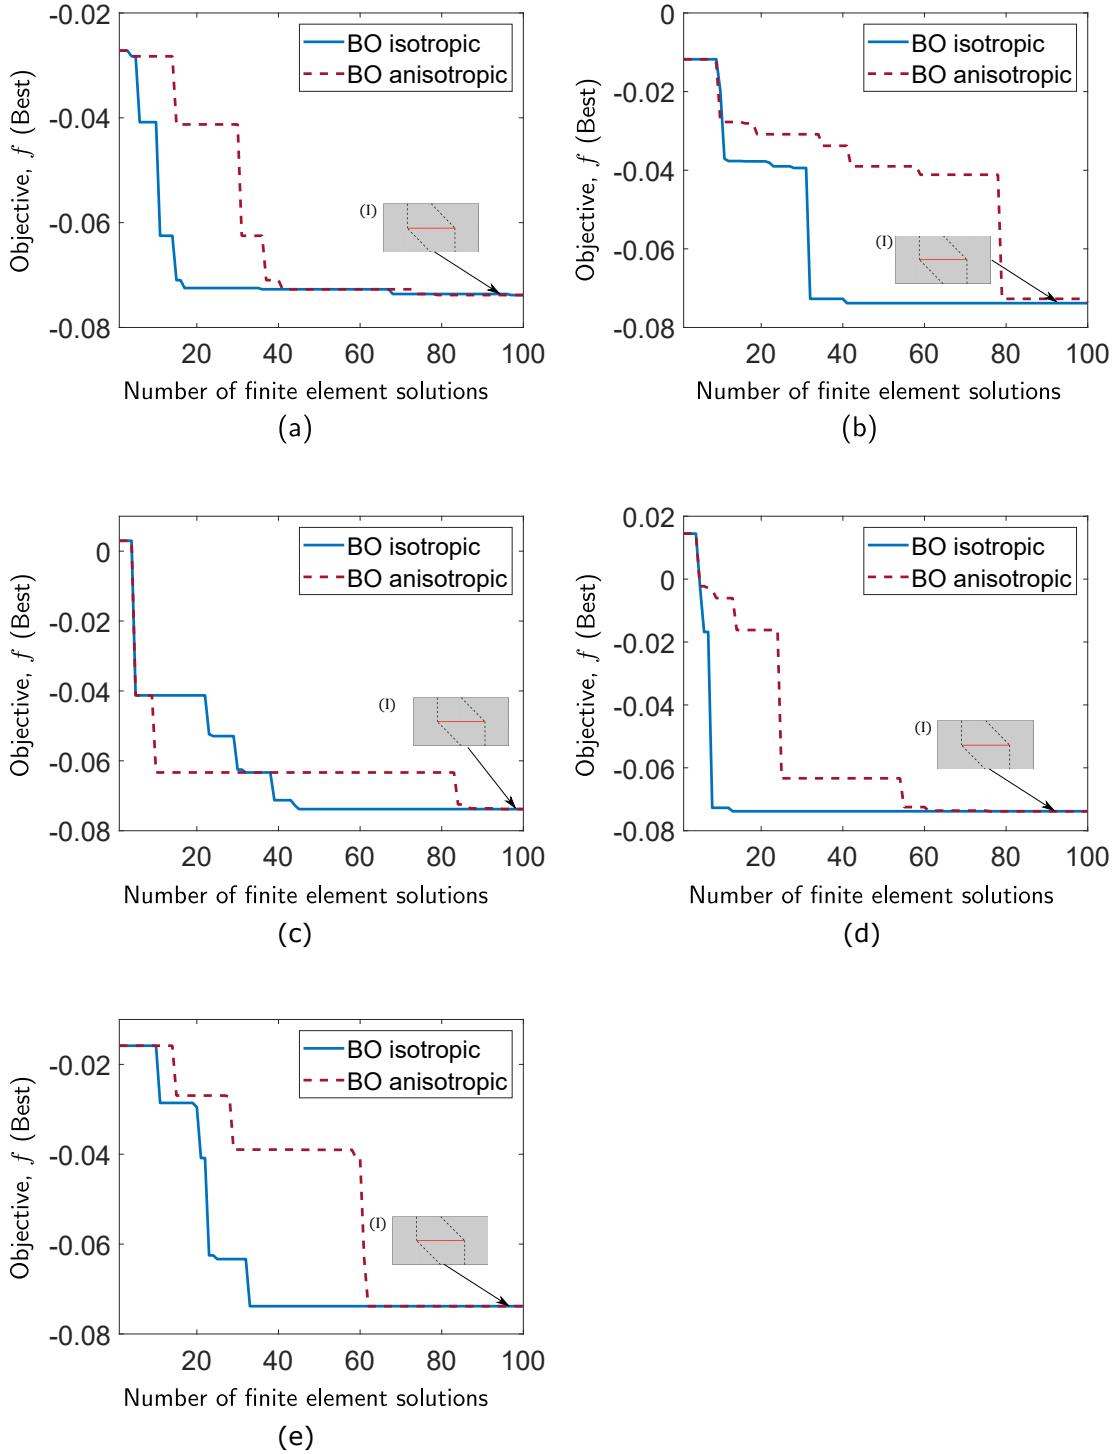 -0.02
-0.04
-0.06
-0.08
Objective, f (Best)
BO isotropic
BO anisotropic
(I)
20 40 60 80 100
Number of finite element solutions
(a)
0
-0.02
-0.04
-0.06
-0.08
Objective, f (Best)
BO isotropic
BO anisotropic
(I)
20 40 60 80 100
Number of finite element solutions
(b)
0
-0.02
-0.04
-0.06
-0.08
Objective, f (Best)
BO isotropic
BO anisotropic
(I)
20 40 60 80 100
Number of finite element solutions
(c)
0.02
0
-0.02
-0.04
-0.06
-0.08
Objective, f (Best)
BO isotropic
BO anisotropic
(I)
20 40 60 80 100
Number of finite element solutions
(d)
-0.02
-0.04
-0.06
-0.08
Objective, f (Best)
BO isotropic
BO anisotropic
(I)
20 40 60 80 100
Number of finite element solutions
(e)